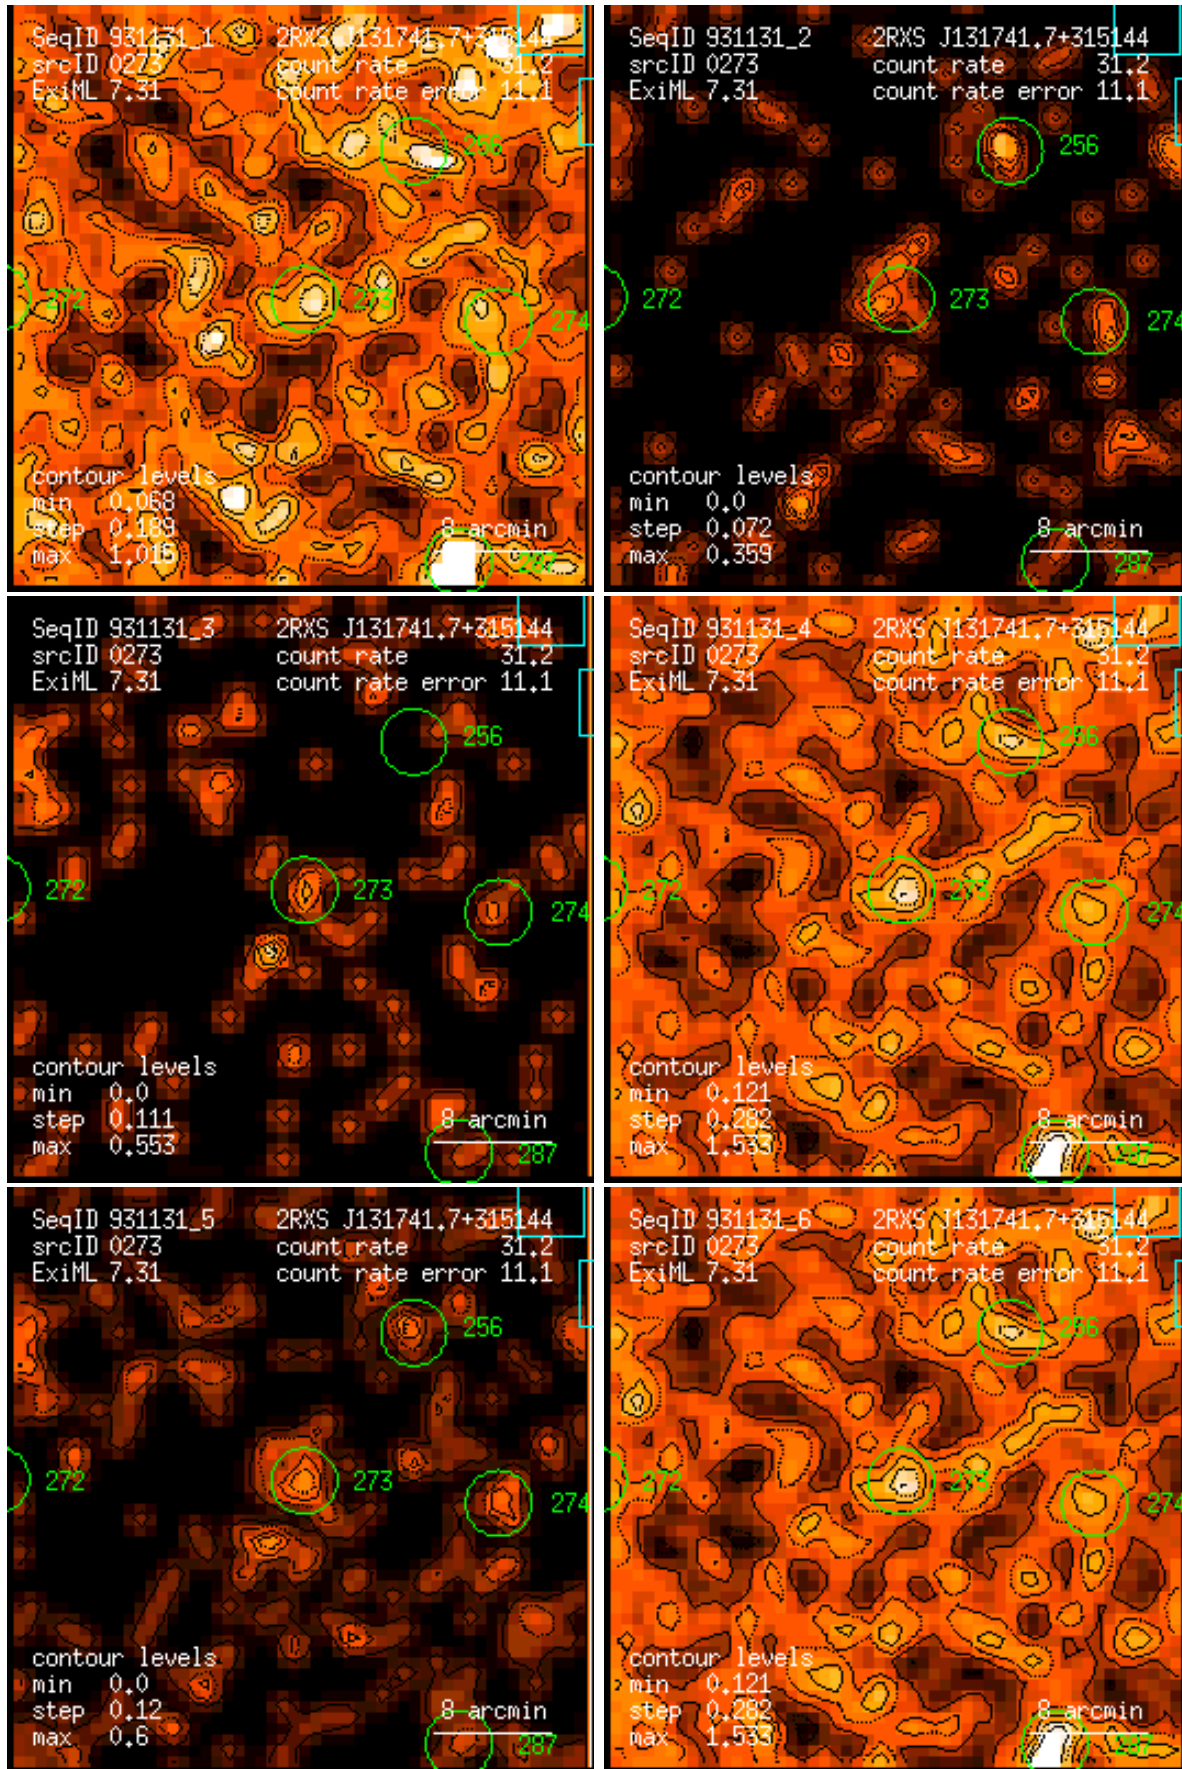 SeqID 931131_1 2RXS J131741.7+315144
srcID 0273 count rate 31.2
ExiML 7.31 count rate error 11.1
256
272 273 274
contour levels
min 0.068
step 0.189 8 arcmin
max 1.015 287
SeqID 931131_2 2RXS J131741.7+315144
srcID 0273 count rate 31.2
ExiML 7.31 count rate error 11.1
256
272 273 274
contour levels
min 0.0
step 0.072 8 arcmin
max 0.359 287
SeqID 931131_3 2RXS J131741.7+315144
srcID 0273 count rate 31.2
ExiML 7.31 count rate error 11.1
256
272 273 274
contour levels
min 0.0
step 0.111 8 arcmin
max 0.553 287
SeqID 931131_4 2RXS J131741.7+315144
srcID 0273 count rate 31.2
ExiML 7.31 count rate error 11.1
256
272 273 274
contour levels
min 0.121
step 0.282 8 arcmin
max 1.533 287
SeqID 931131_5 2RXS J131741.7+315144
srcID 0273 count rate 31.2
ExiML 7.31 count rate error 11.1
256
272 273 274
contour levels
min 0.0
step 0.12 8 arcmin
max 0.6 287
SeqID 931131_6 2RXS J131741.7+315144
srcID 0273 count rate 31.2
ExiML 7.31 count rate error 11.1
256
272 273 274
contour levels
min 0.121
step 0.282 8 arcmin
max 1.533 287